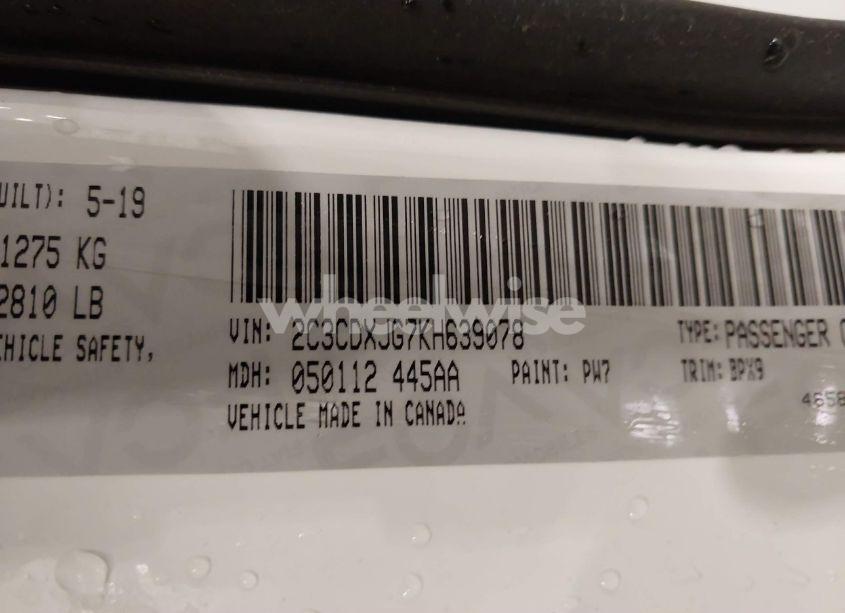 UILT): 5-19
1275 KG
2810 LB
EHICLE SAFETY,
VIN: 2C3CDXJG7KH639078
TYPE: PASSENGER
MDH: 050112 445AA
PAINT: PW7
TRIM: BPX9
4658
VEHICLE MADE IN CANADA
wheelwise